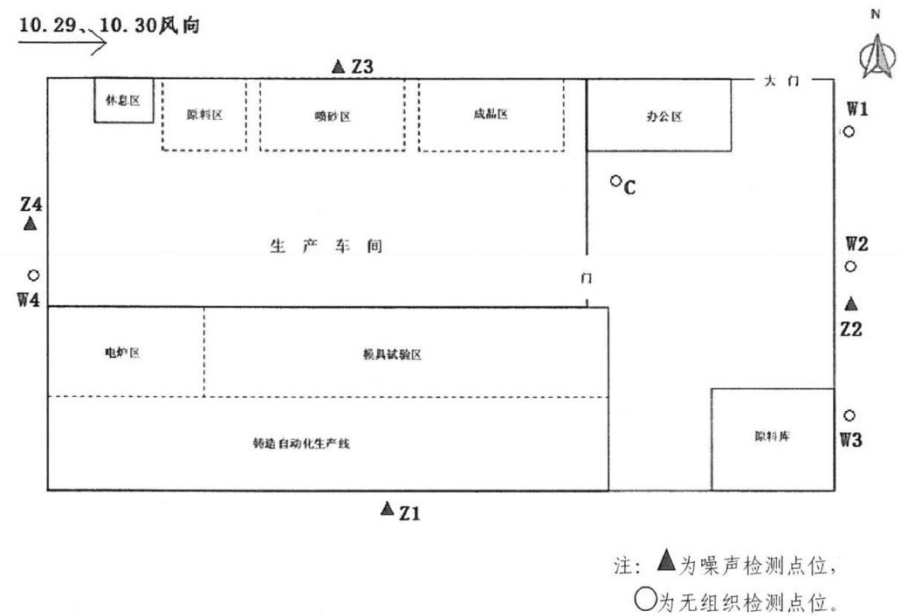 10.29、10.30风向
N
Z3
大门
休息区
原料区
喷砂区
成品区
办公区
W1
C
Z4
生产车间
W2
门
W4
Z2
电炉区
模具试验区
铸造自动化生产线
原料库
W3
Z1
注：▲为噪声检测点位，
○为无组织检测点位。